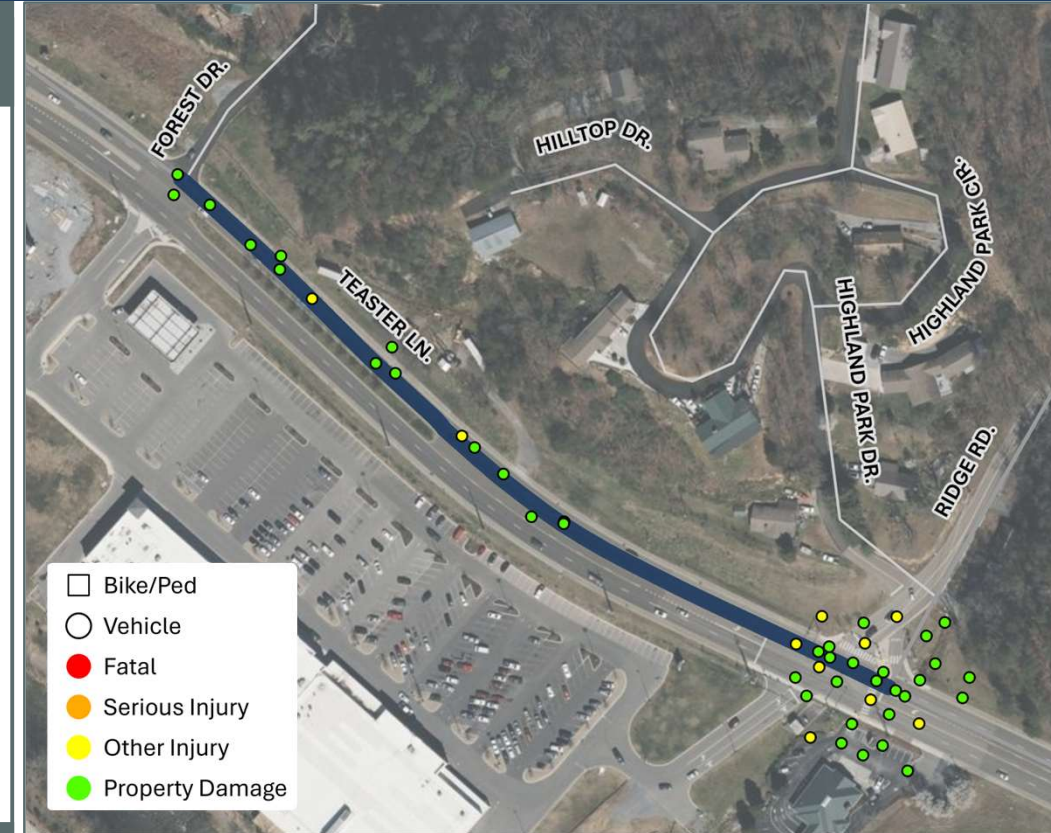 FOREST DR.
HILLTOP DR.
HIGHLAND PARK CIR.
TEASTER LN.
HIGHLAND PARK DR.
RIDGE RD.
Bike/Ped
Vehicle
Fatal
Serious Injury
Other Injury
Property Damage